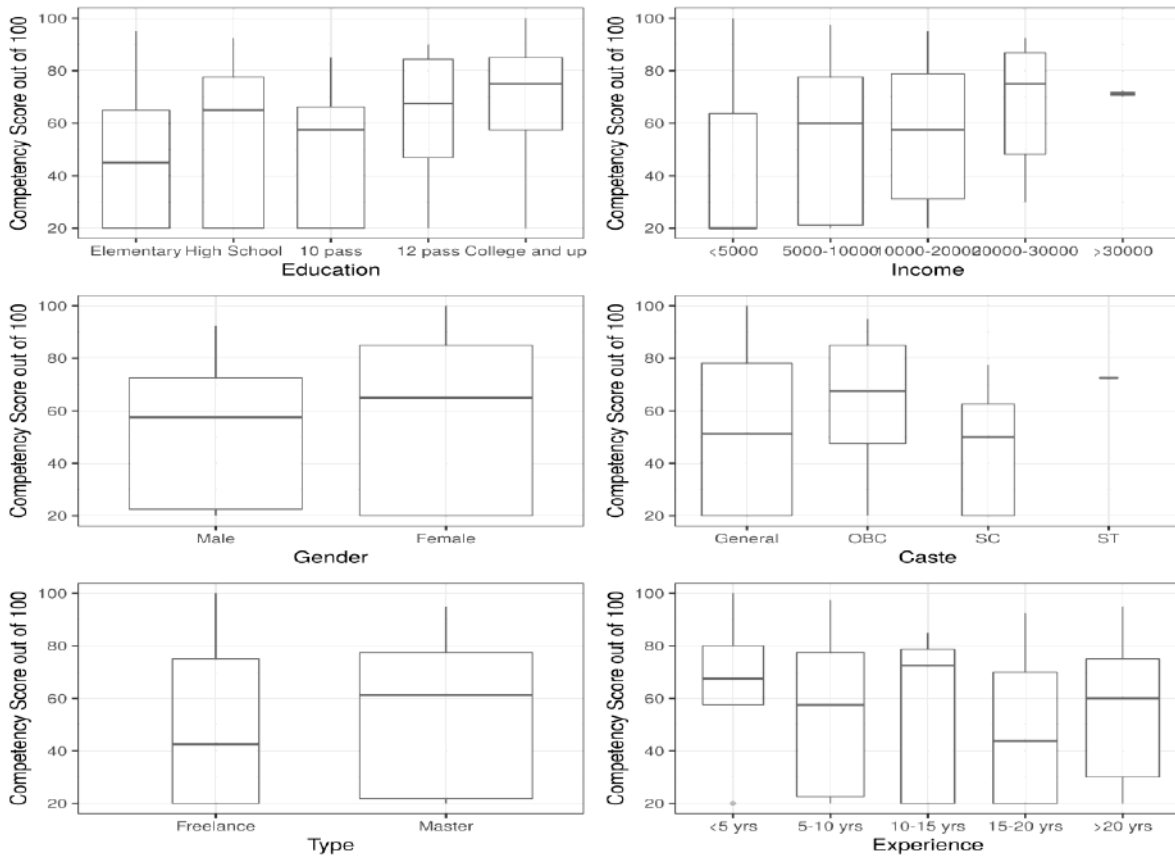 Competency Score out of 100
100
80
60
40
20
Elementary High School 10 pass 12 pass College and up
Education
Competency Score out of 100
100
80
60
40
20
<5000 5000-10000 10000-20000 20000-30000 >30000
Income
Competency Score out of 100
100
80
60
40
20
Male Female
Gender
Competency Score out of 100
100
80
60
40
20
General OBC SC ST
Caste
Competency Score out of 100
100
80
60
40
20
Freelance Master
Type
Competency Score out of 100
100
80
60
40
20
<5 yrs 5-10 yrs 10-15 yrs 15-20 yrs >20 yrs
Experience